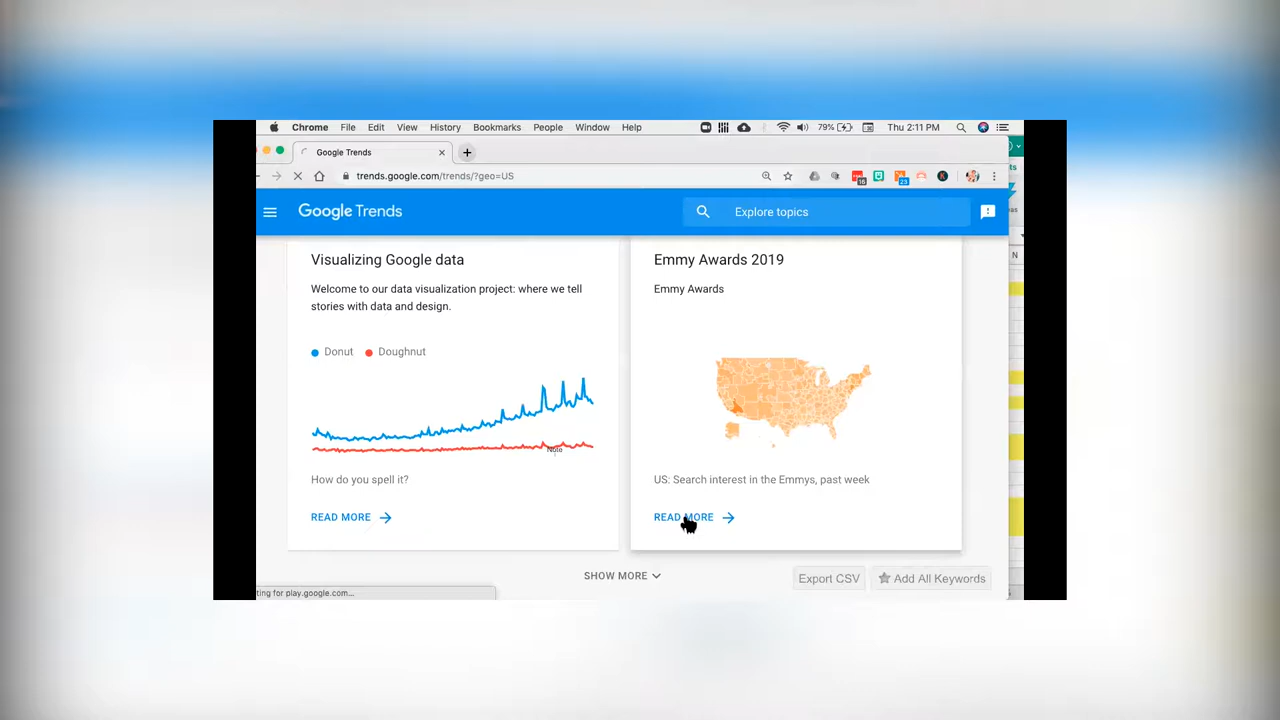 Chrome File Edit View History Bookmarks People Window Help 79% Thu 2:11 PM
Google Trends
trends.google.com/trends/?geo=US
16
23
Google Trends
Explore topics
N
Visualizing Google data
Welcome to our data visualization project: where we tell
stories with data and design.
Donut Doughnut
Note
How do you spell it?
READ MORE
Emmy Awards 2019
Emmy Awards
US: Search interest in the Emmys, past week
READ MORE
SHOW MORE
Export CSV
Add All Keywords
ting for play.google.com...